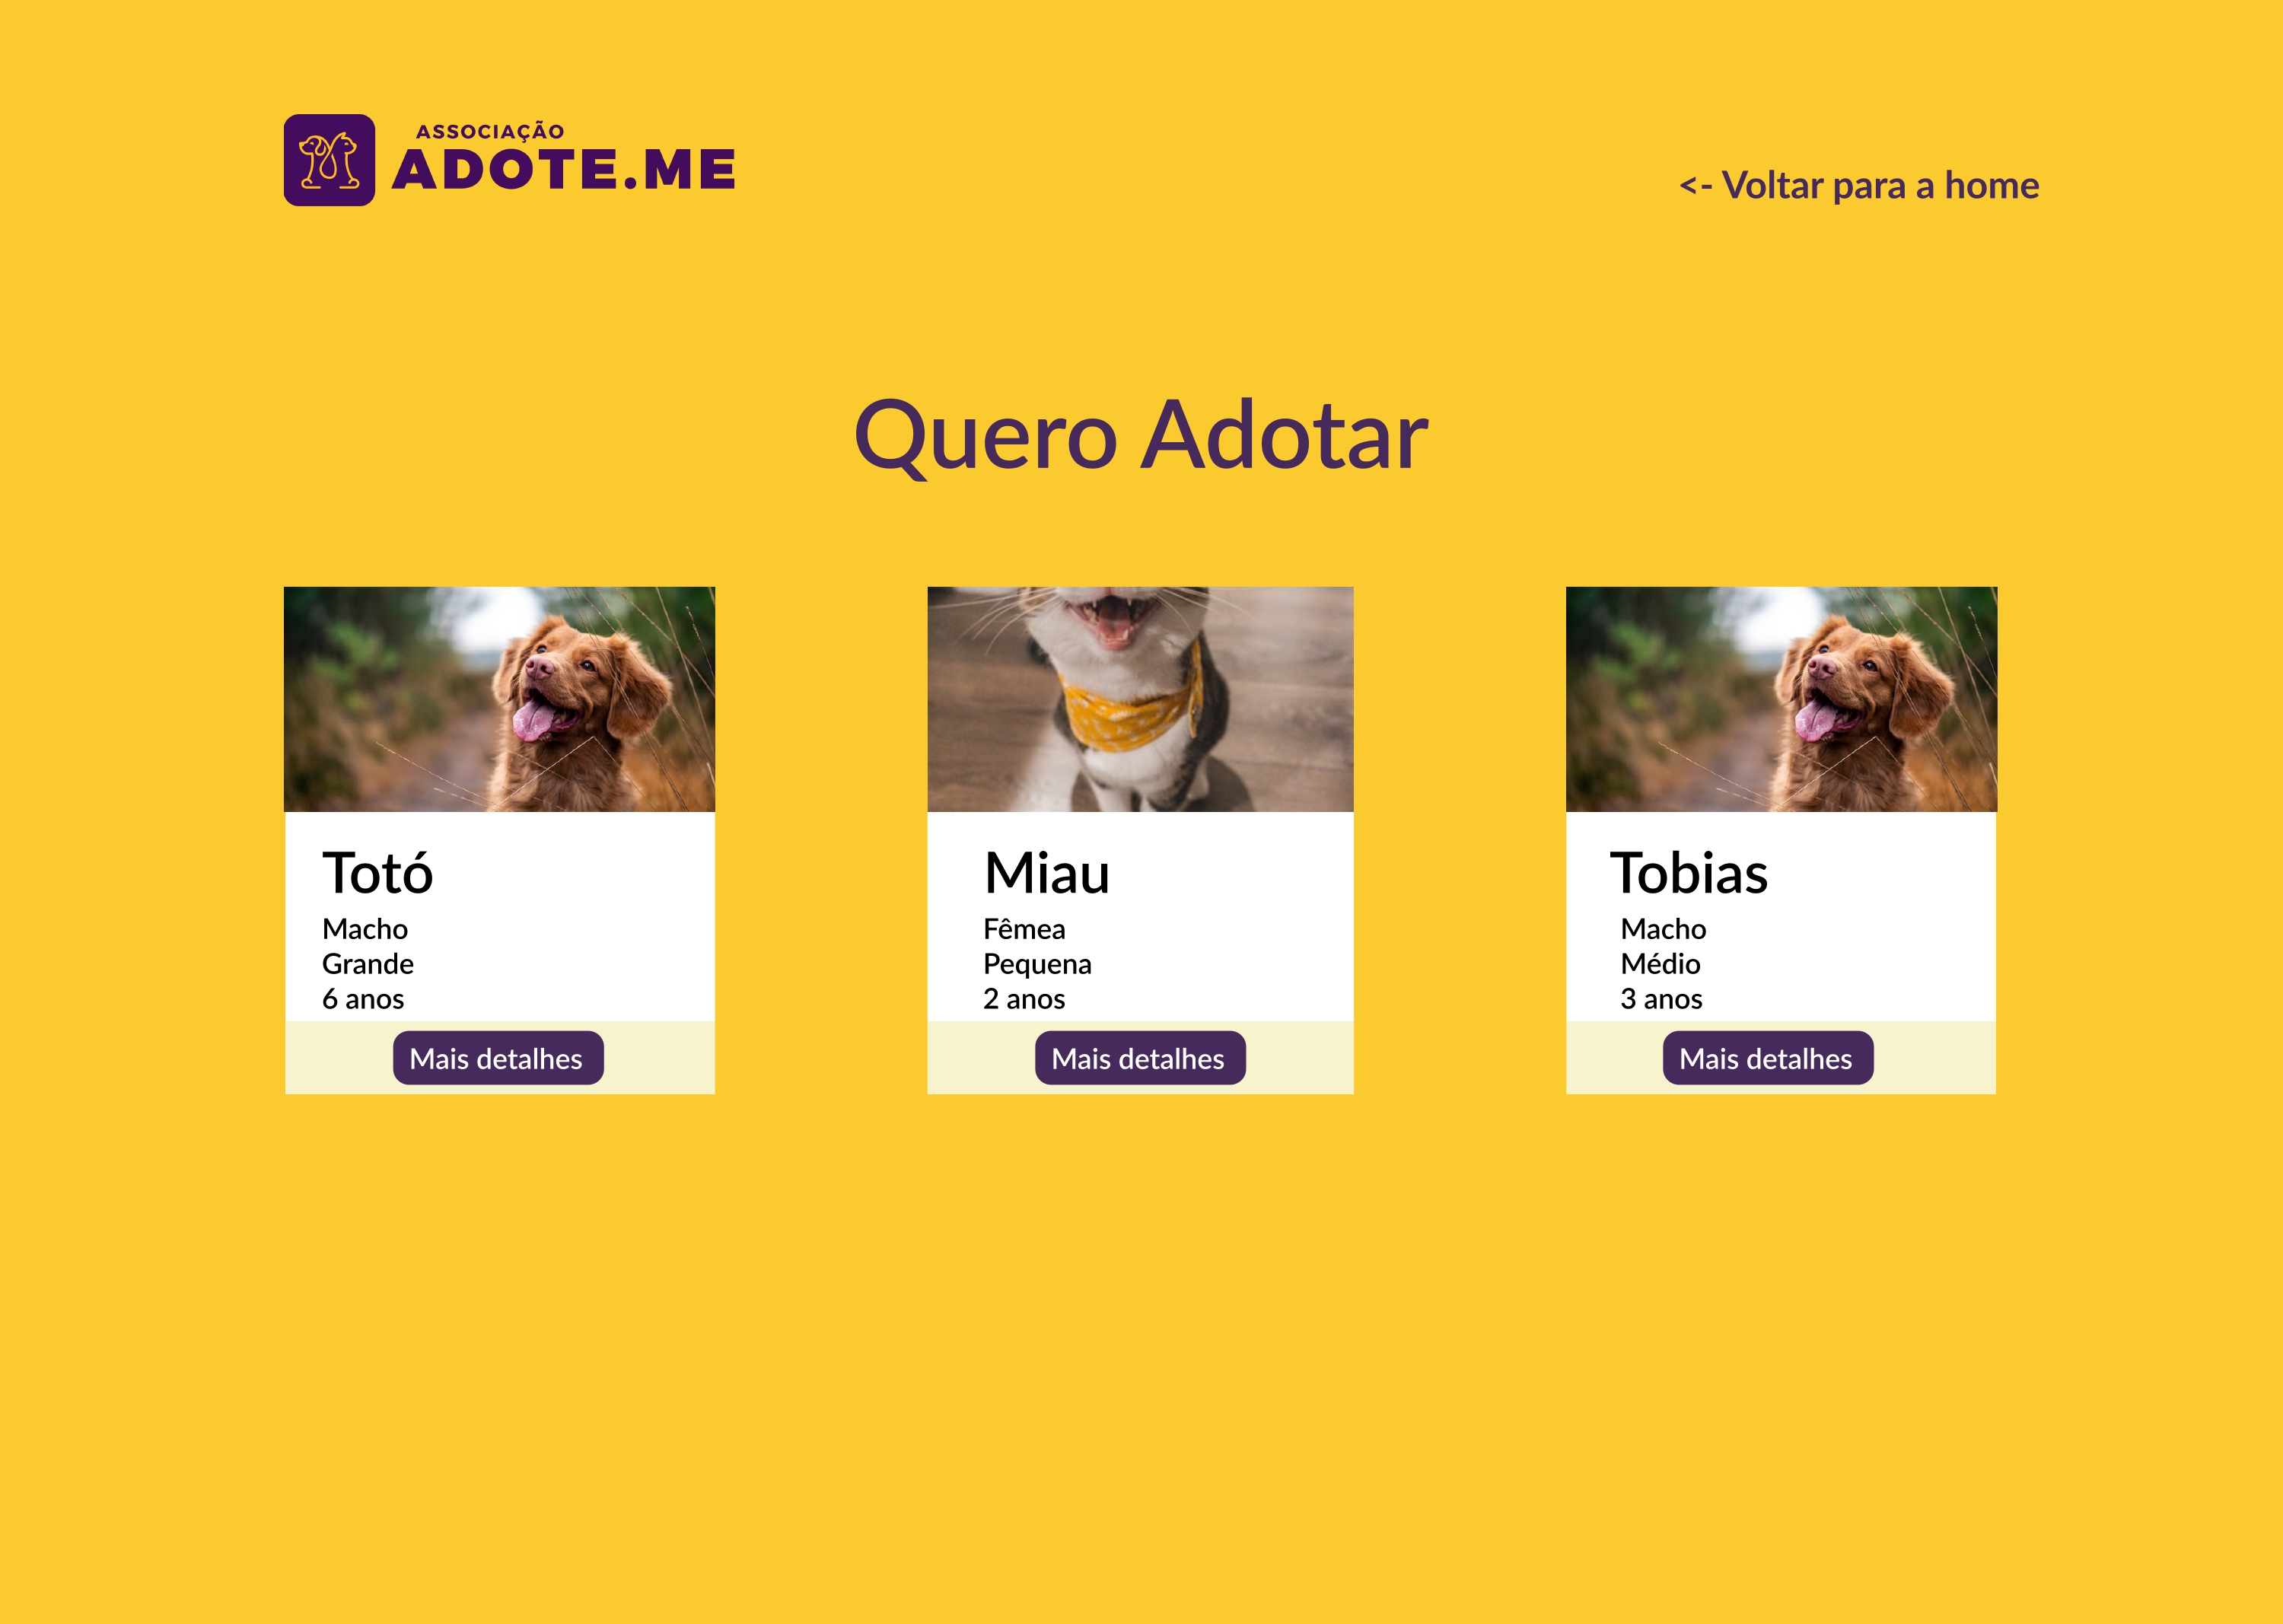 ASSOCIAÇÃO
ADOTE.ME
<- Voltar para a home
Quero Adotar
Totó
Macho
Grande
6 anos
Mais detalhes
Miau
Fêmea
Pequena
2 anos
Mais detalhes
Tobias
Macho
Médio
3 anos
Mais detalhes